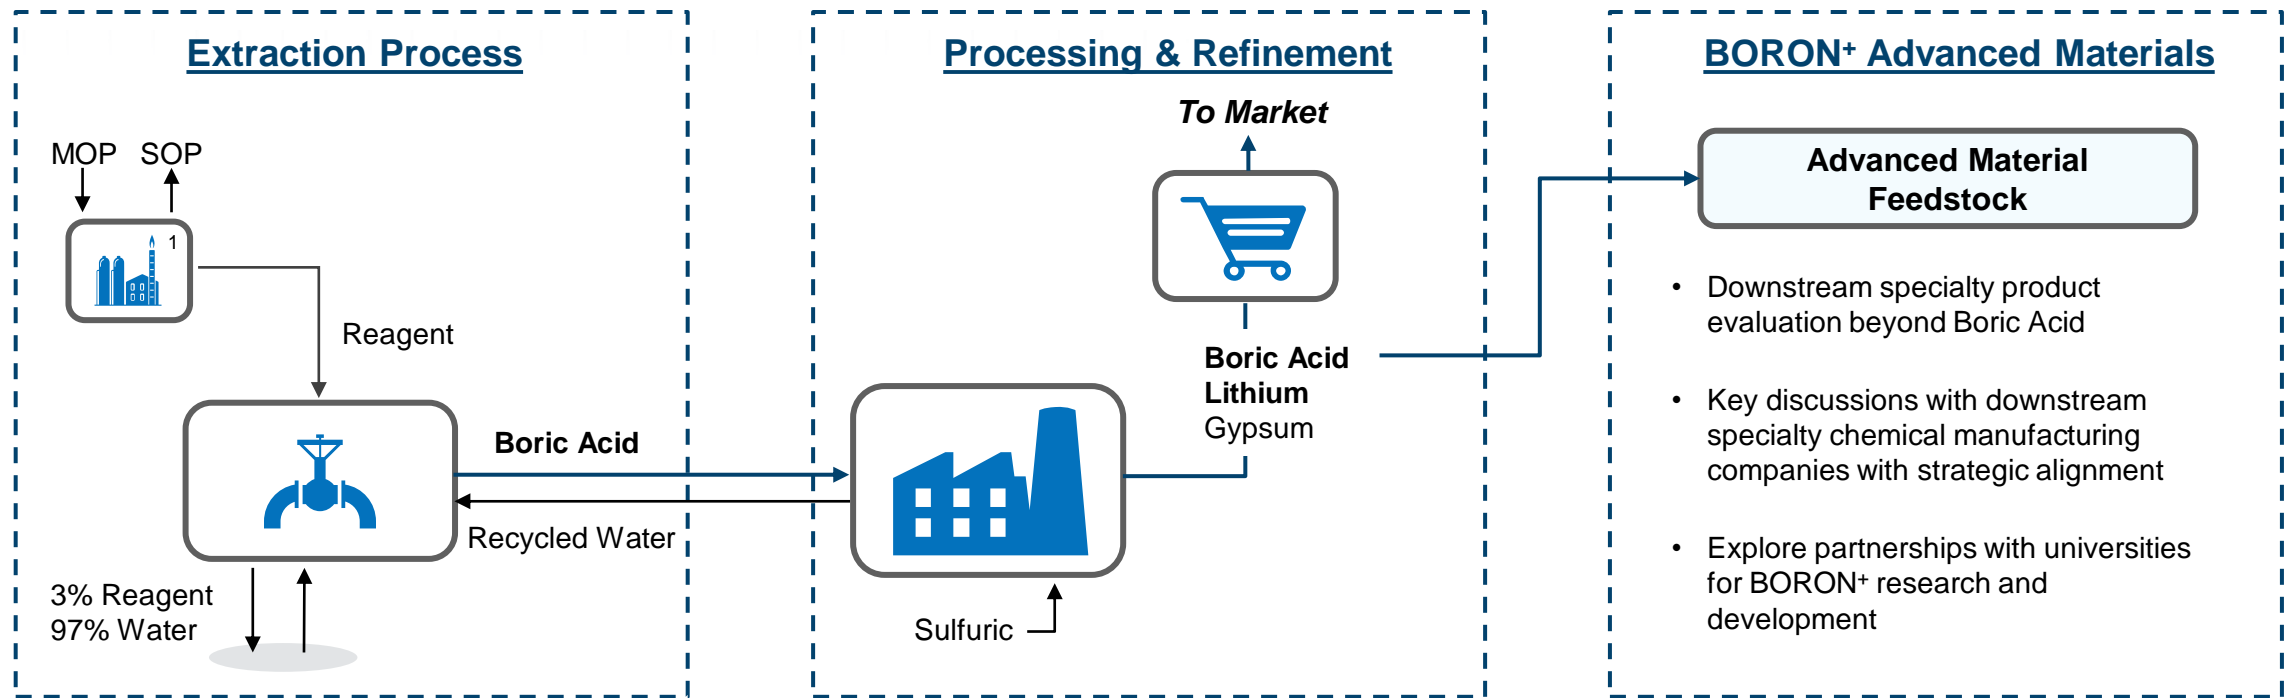 Extraction Process
MOP SOP
1
Reagent
Boric Acid
Recycled Water
3% Reagent
97% Water
Processing & Refinement
To Market
Boric Acid
Lithium
Gypsum
Sulfuric
BORON+ Advanced Materials
Advanced Material
Feedstock
• Downstream specialty product
evaluation beyond Boric Acid
• Key discussions with downstream
specialty chemical manufacturing
companies with strategic alignment
• Explore partnerships with universities
for BORON+ research and
development